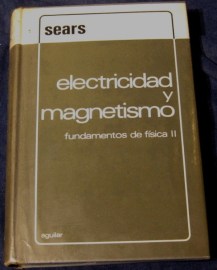 sears
electricidad
y
magnetismo
fundamentos de física II
aguilar